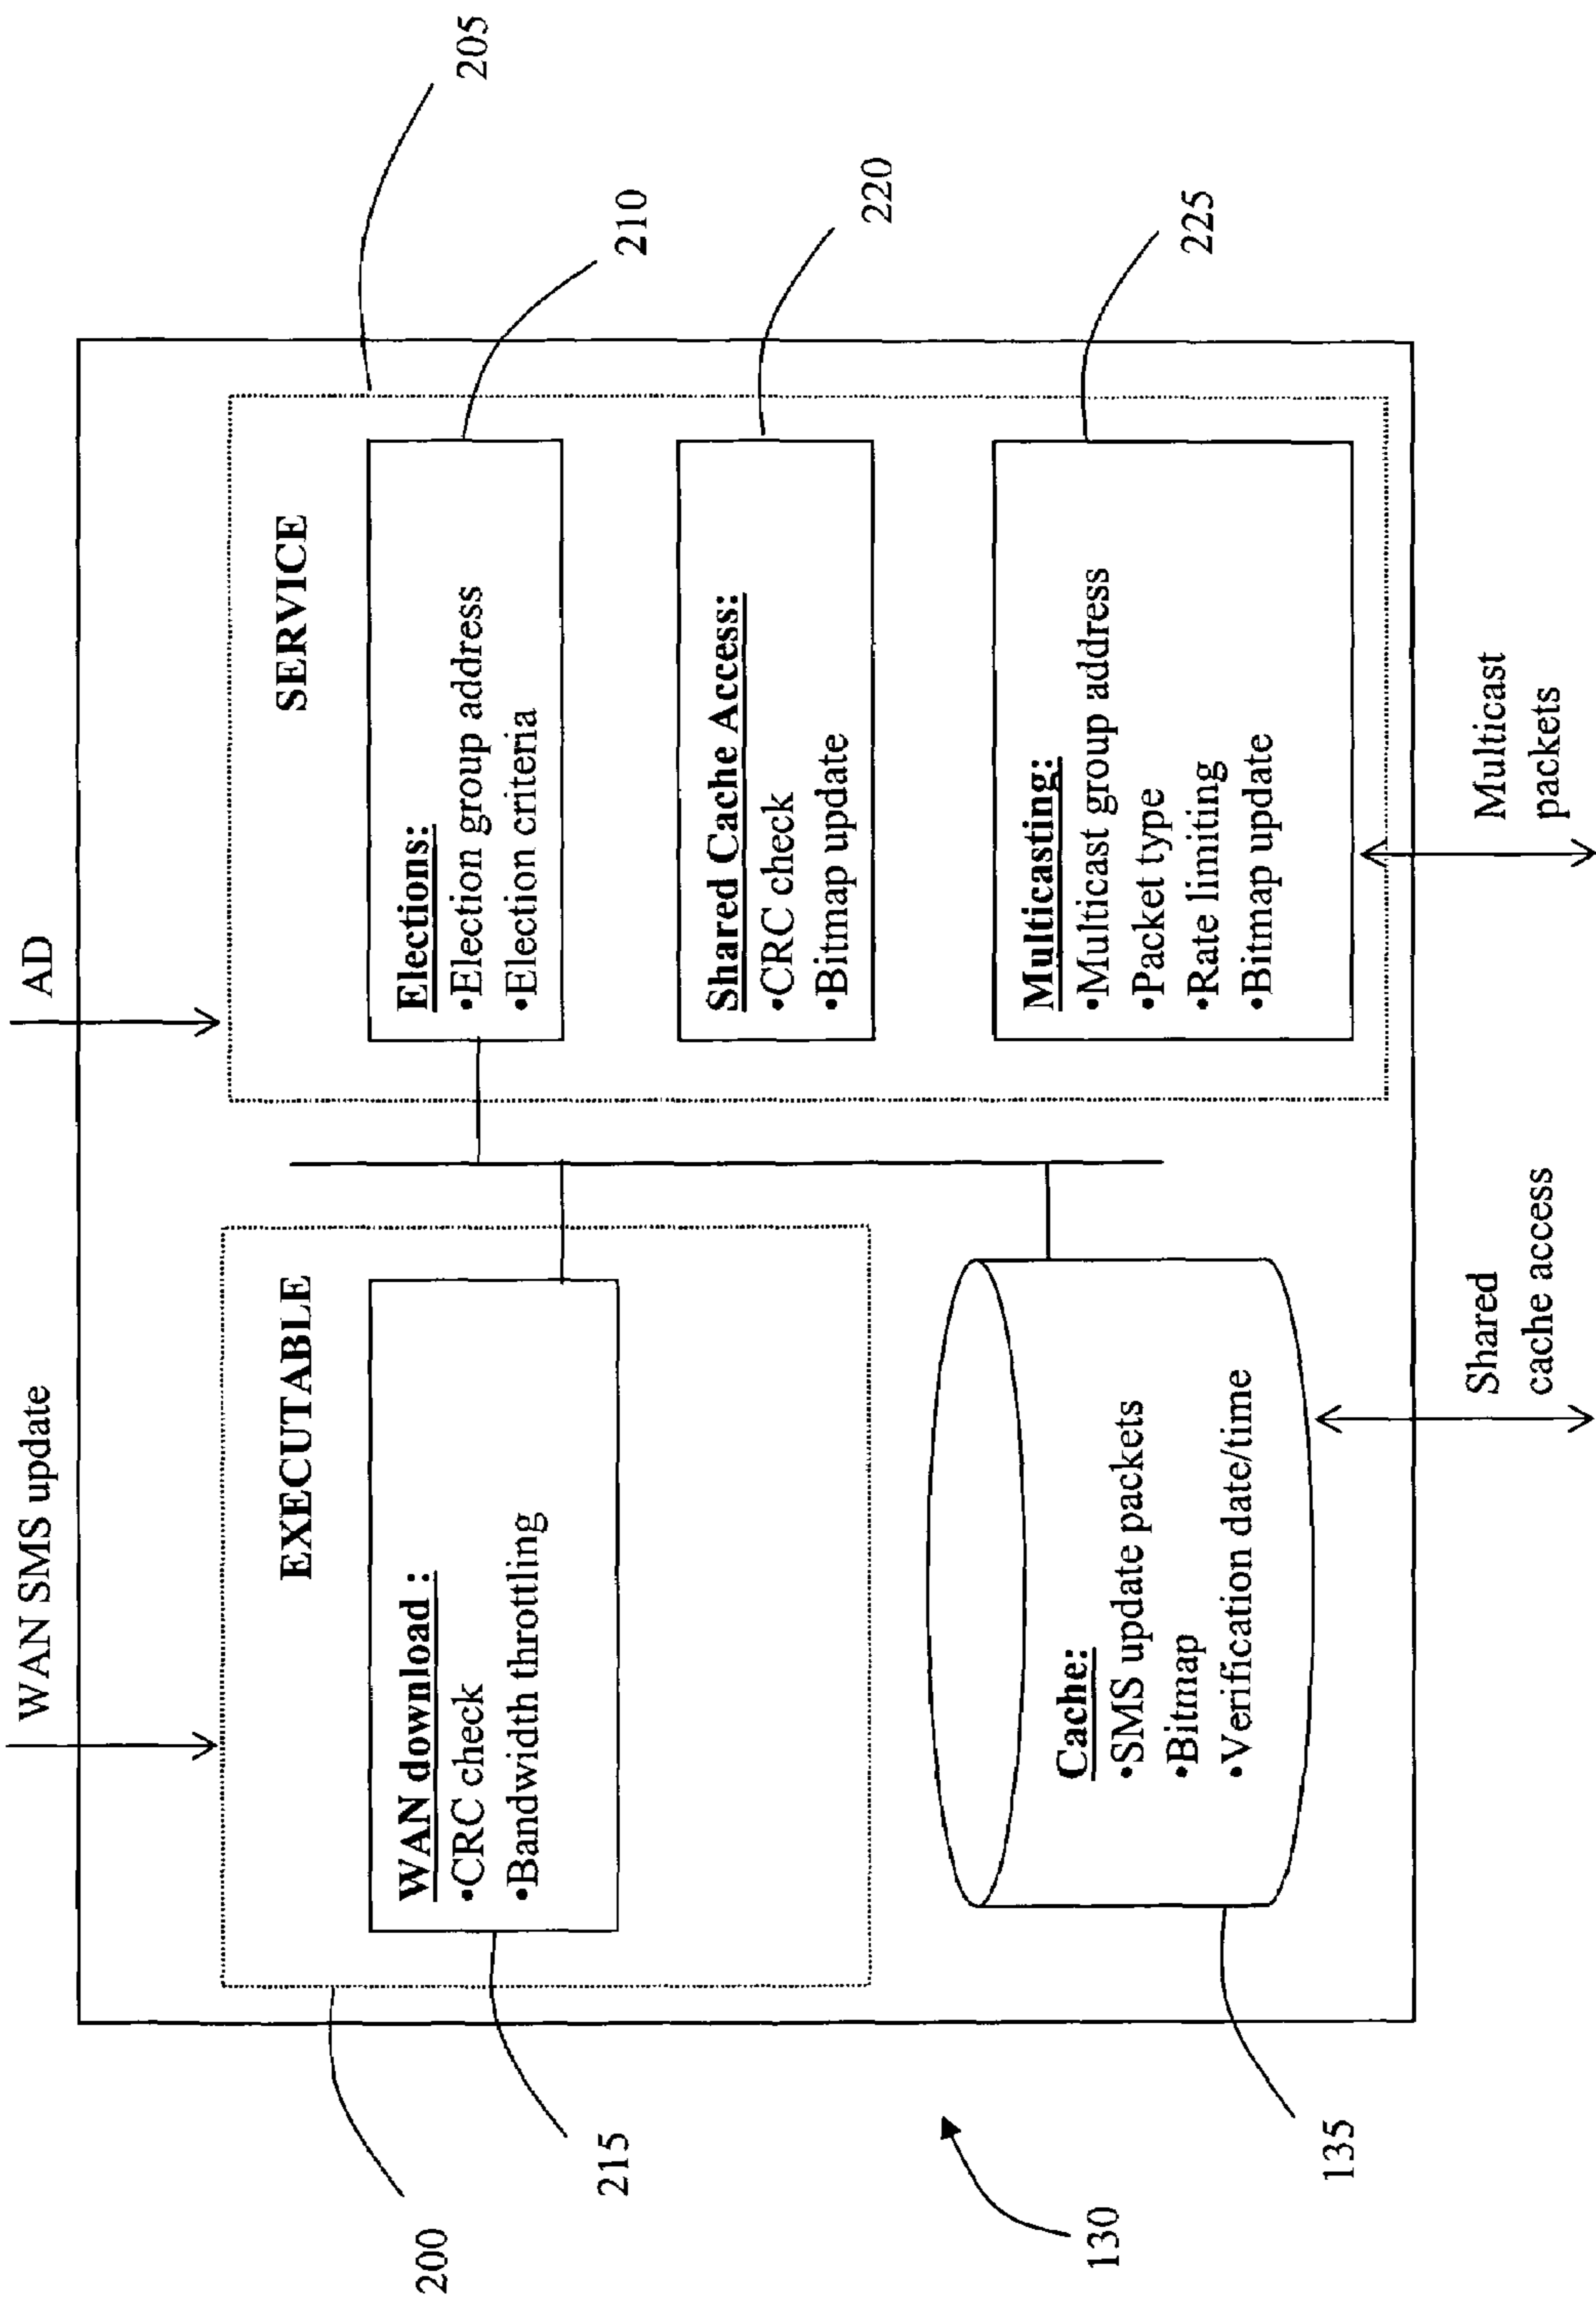 WAN SMS update
AD
200
EXECUTABLE
SERVICE
205
215
WAN download :
•CRC check
•Bandwidth throttling
Elections:
•Election group address
•Election criteria
210
Shared Cache Access:
•CRC check
•Bitmap update
220
130
135
Cache:
•SMS update packets
•Bitmap
•Verification date/time
Multicasting:
•Multicast group address
•Packet type
•Rate limiting
•Bitmap update
225
Shared
cache access
Multicast
packets